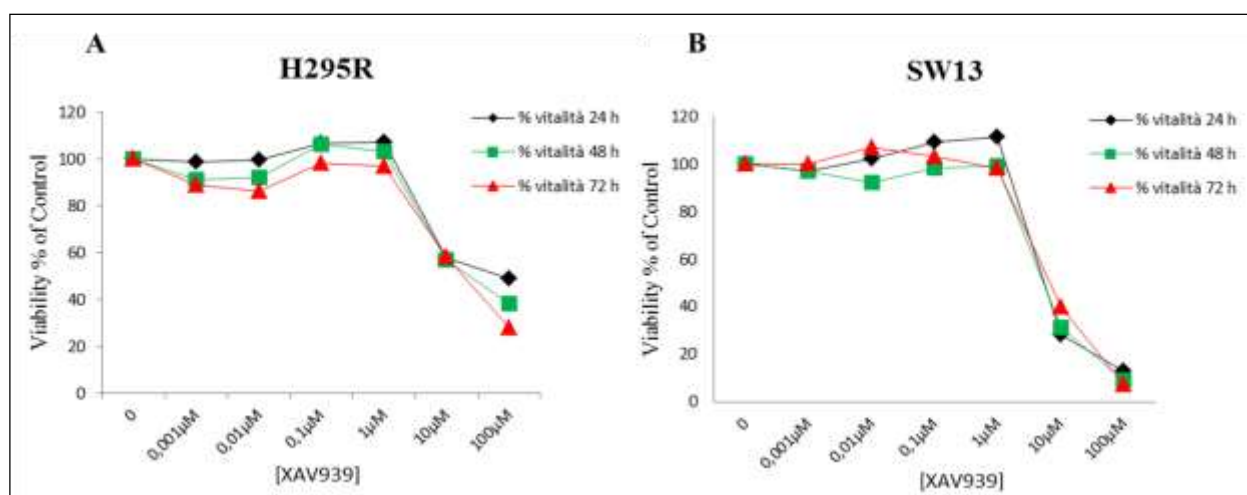 A
H295R
Viability % of Control
120
100
80
60
40
20
0
0
0,001µM
0,01µM
0,1µM
1µM
10µM
100µM
[XAV939]
% vitalità 24 h
% vitalità 48 h
% vitalità 72 h
B
SW13
Viability % of Control
120
100
80
60
40
20
0
0
0,001µM
0,01µM
0,1µM
1µM
10µM
100µM
[XAV939]
% vitalità 24 h
% vitalità 48 h
% vitalità 72 h